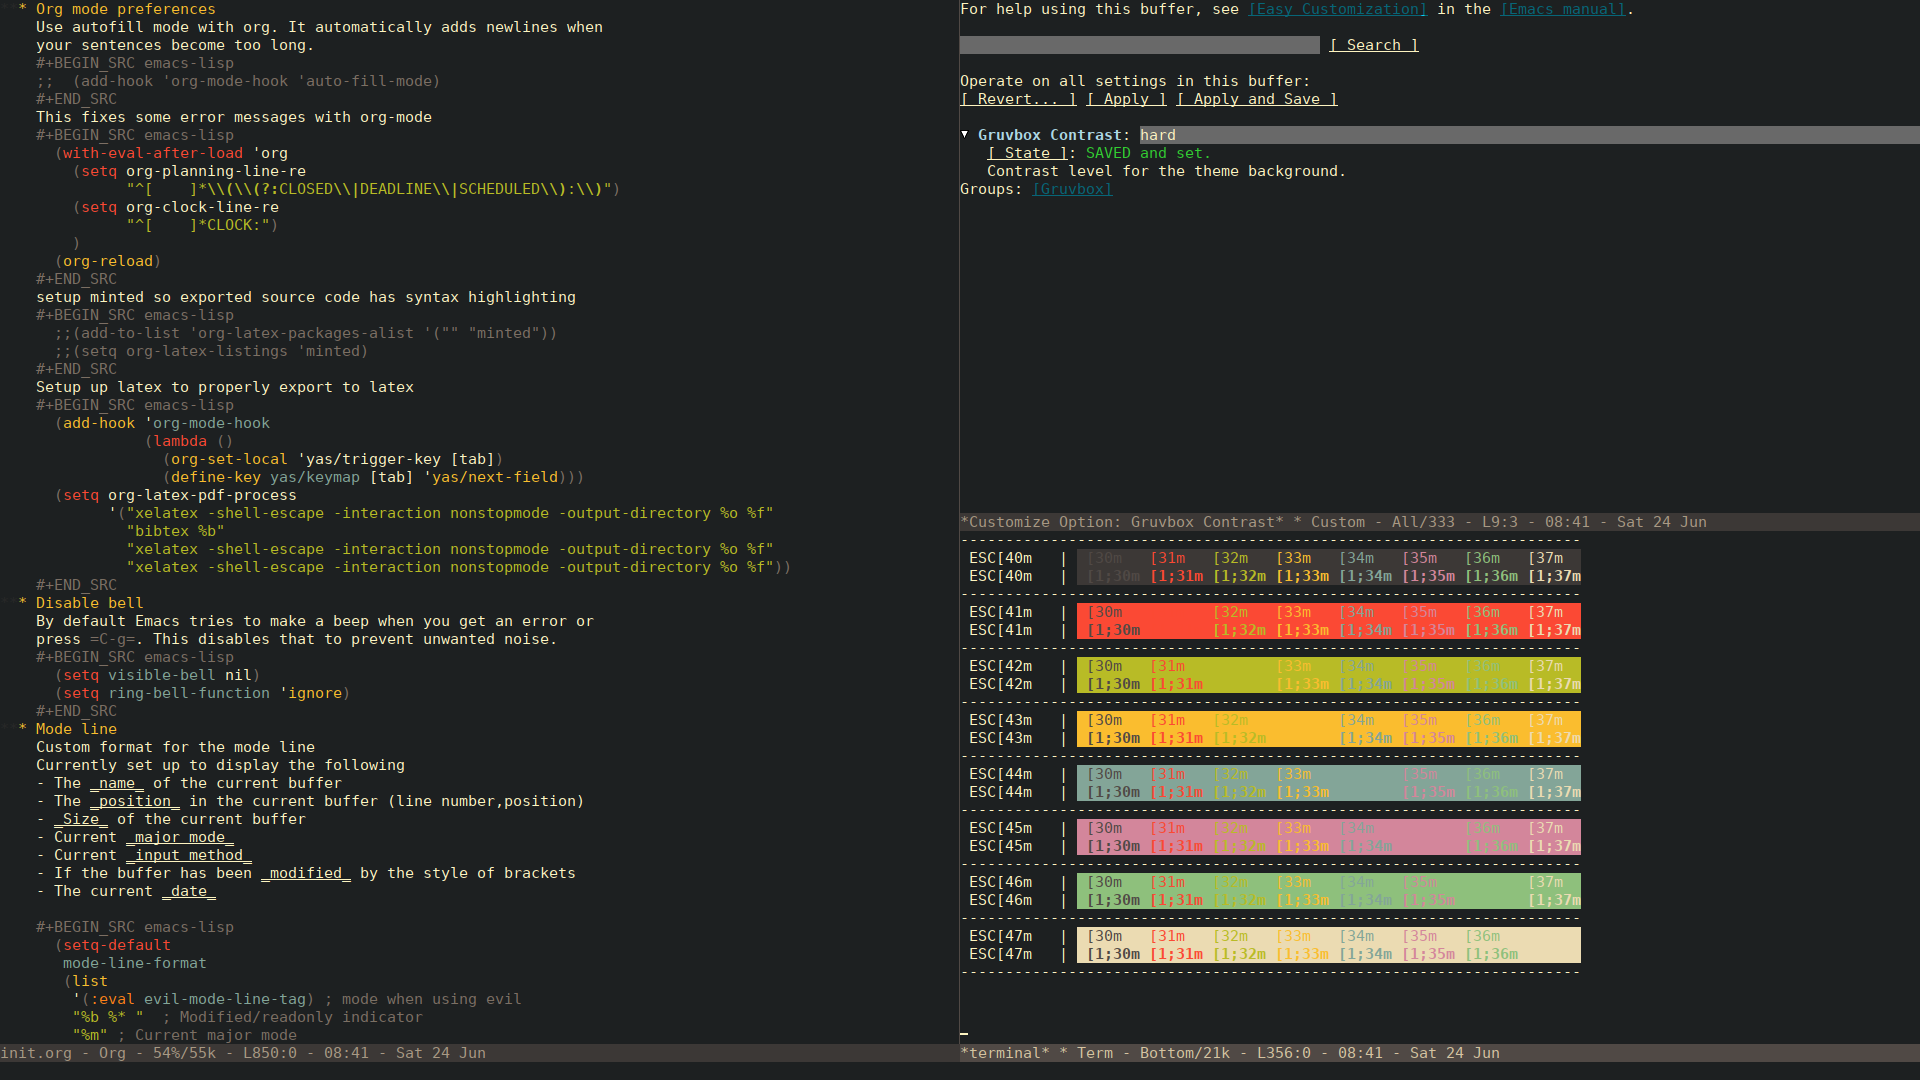 * Org mode preferences
Use autofill mode with org. It automatically adds newlines when
your sentences become too long.
#+BEGIN_SRC emacs-lisp
;;  (add-hook 'org-mode-hook 'auto-fill-mode)
#+END_SRC
This fixes some error messages with org-mode
#+BEGIN_SRC emacs-lisp
(with-eval-after-load 'org
(setq org-planning-line-re
"^[    ]*\\(\\(?:CLOSED\\|DEADLINE\\|SCHEDULED\\):\\)")
(setq org-clock-line-re
"^[    ]*CLOCK:")
)
(org-reload)
#+END_SRC
setup minted so exported source code has syntax highlighting
#+BEGIN_SRC emacs-lisp
;;(add-to-list 'org-latex-packages-alist '("" "minted"))
;;(setq org-latex-listings 'minted)
#+END_SRC
Setup up latex to properly export to latex
#+BEGIN_SRC emacs-lisp
(add-hook 'org-mode-hook
(lambda ()
(org-set-local 'yas/trigger-key [tab])
(define-key yas/keymap [tab] 'yas/next-field)))
(setq org-latex-pdf-process
'("xelatex -shell-escape -interaction nonstopmode -output-directory %o %f"
"bibtex %b"
"xelatex -shell-escape -interaction nonstopmode -output-directory %o %f"
"xelatex -shell-escape -interaction nonstopmode -output-directory %o %f"))
#+END_SRC
* Disable bell
By default Emacs tries to make a beep when you get an error or
press =C-g=. This disables that to prevent unwanted noise.
#+BEGIN_SRC emacs-lisp
(setq visible-bell nil)
(setq ring-bell-function 'ignore)
#+END_SRC
* Mode line
Custom format for the mode line
Currently set up to display the following
- The _name_ of the current buffer
- The _position_ in the current buffer (line number,position)
- _Size_ of the current buffer
- Current _major mode_
- Current _input method_
- If the buffer has been _modified_ by the style of brackets
- The current _date_
#+BEGIN_SRC emacs-lisp
(setq-default
mode-line-format
(list
'(:eval evil-mode-line-tag) ; mode when using evil
"%b %* "  ; Modified/readonly indicator
"%m" ; Current major mode
init.org - Org - 54%/55k - L850:0 - 08:41 - Sat 24 Jun
For help using this buffer, see [Easy Customization] in the [Emacs manual].
[ Search ]
Operate on all settings in this buffer:
[ Revert... ] [ Apply ] [ Apply and Save ]
▼ Gruvbox Contrast: hard
[ State ]: SAVED and set.
Contrast level for the theme background.
Groups: [Gruvbox]
*Customize Option: Gruvbox Contrast* * Custom - All/333 - L9:3 - 08:41 - Sat 24 Jun
---------------------------------------------------------------------
ESC[40m   |  [30m   [31m   [32m   [33m   [34m   [35m   [36m   [37m
ESC[40m   |  [1;30m [1;31m [1;32m [1;33m [1;34m [1;35m [1;36m [1;37m
---------------------------------------------------------------------
ESC[41m   |  [30m          [32m   [33m   [34m   [35m   [36m   [37m
ESC[41m   |  [1;30m        [1;32m [1;33m [1;34m [1;35m [1;36m [1;37m
---------------------------------------------------------------------
ESC[42m   |  [30m   [31m          [33m   [34m   [35m   [36m   [37m
ESC[42m   |  [1;30m [1;31m        [1;33m [1;34m [1;35m [1;36m [1;37m
---------------------------------------------------------------------
ESC[43m   |  [30m   [31m   [32m          [34m   [35m   [36m   [37m
ESC[43m   |  [1;30m [1;31m [1;32m        [1;34m [1;35m [1;36m [1;37m
---------------------------------------------------------------------
ESC[44m   |  [30m   [31m   [32m   [33m          [35m   [36m   [37m
ESC[44m   |  [1;30m [1;31m [1;32m [1;33m        [1;35m [1;36m [1;37m
---------------------------------------------------------------------
ESC[45m   |  [30m   [31m   [32m   [33m   [34m          [36m   [37m
ESC[45m   |  [1;30m [1;31m [1;32m [1;33m [1;34m        [1;36m [1;37m
---------------------------------------------------------------------
ESC[46m   |  [30m   [31m   [32m   [33m   [34m   [35m          [37m
ESC[46m   |  [1;30m [1;31m [1;32m [1;33m [1;34m [1;35m        [1;37m
---------------------------------------------------------------------
ESC[47m   |  [30m   [31m   [32m   [33m   [34m   [35m   [36m
ESC[47m   |  [1;30m [1;31m [1;32m [1;33m [1;34m [1;35m [1;36m
---------------------------------------------------------------------
*terminal* * Term - Bottom/21k - L356:0 - 08:41 - Sat 24 Jun